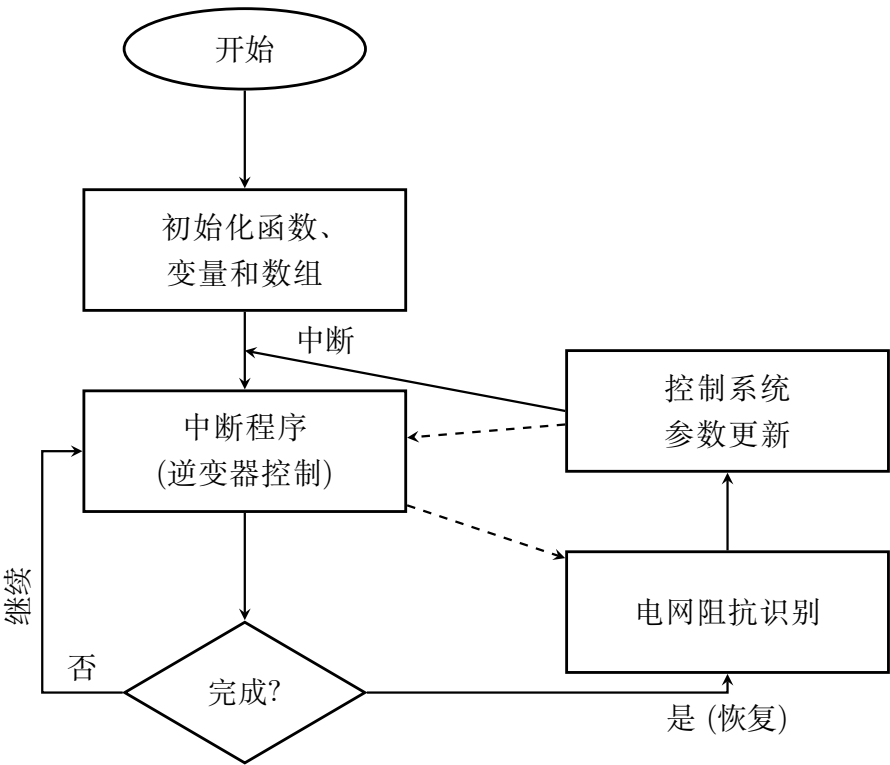 开始
初始化函数、
变量和数组
中断
控制系统
参数更新
中断程序
(逆变器控制)
继续
电网阻抗识别
否
完成?
是 (恢复)